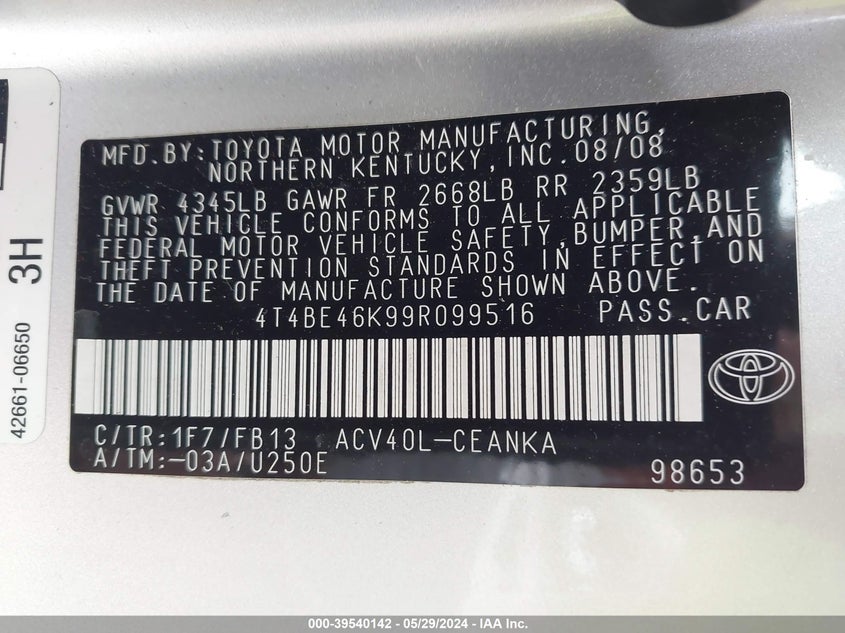 MFD.BY:TOYOTA MOTOR MANUFACTURING,
NORTHERN KENTUCKY,INC.08/08
GVWR 4345LB GAWR FR 2668LB RR 2359LB
THIS VEHICLE CONFORMS TO ALL APPLICABLE
FEDERAL MOTOR VEHICLE SAFETY,BUMPER,AND
THEFT PREVENTION STANDARDS IN EFFECT ON
THE DATE OF MANUFACTURE SHOWN ABOVE.
4T4BE46K99R099516 PASS.CAR
C/TR:1F7/FB13 ACV40L-CEANKA
A/TM:-03A/U250E 98653
42661-06650 3H
000-39540142 - 05/29/2024 - IAA Inc.